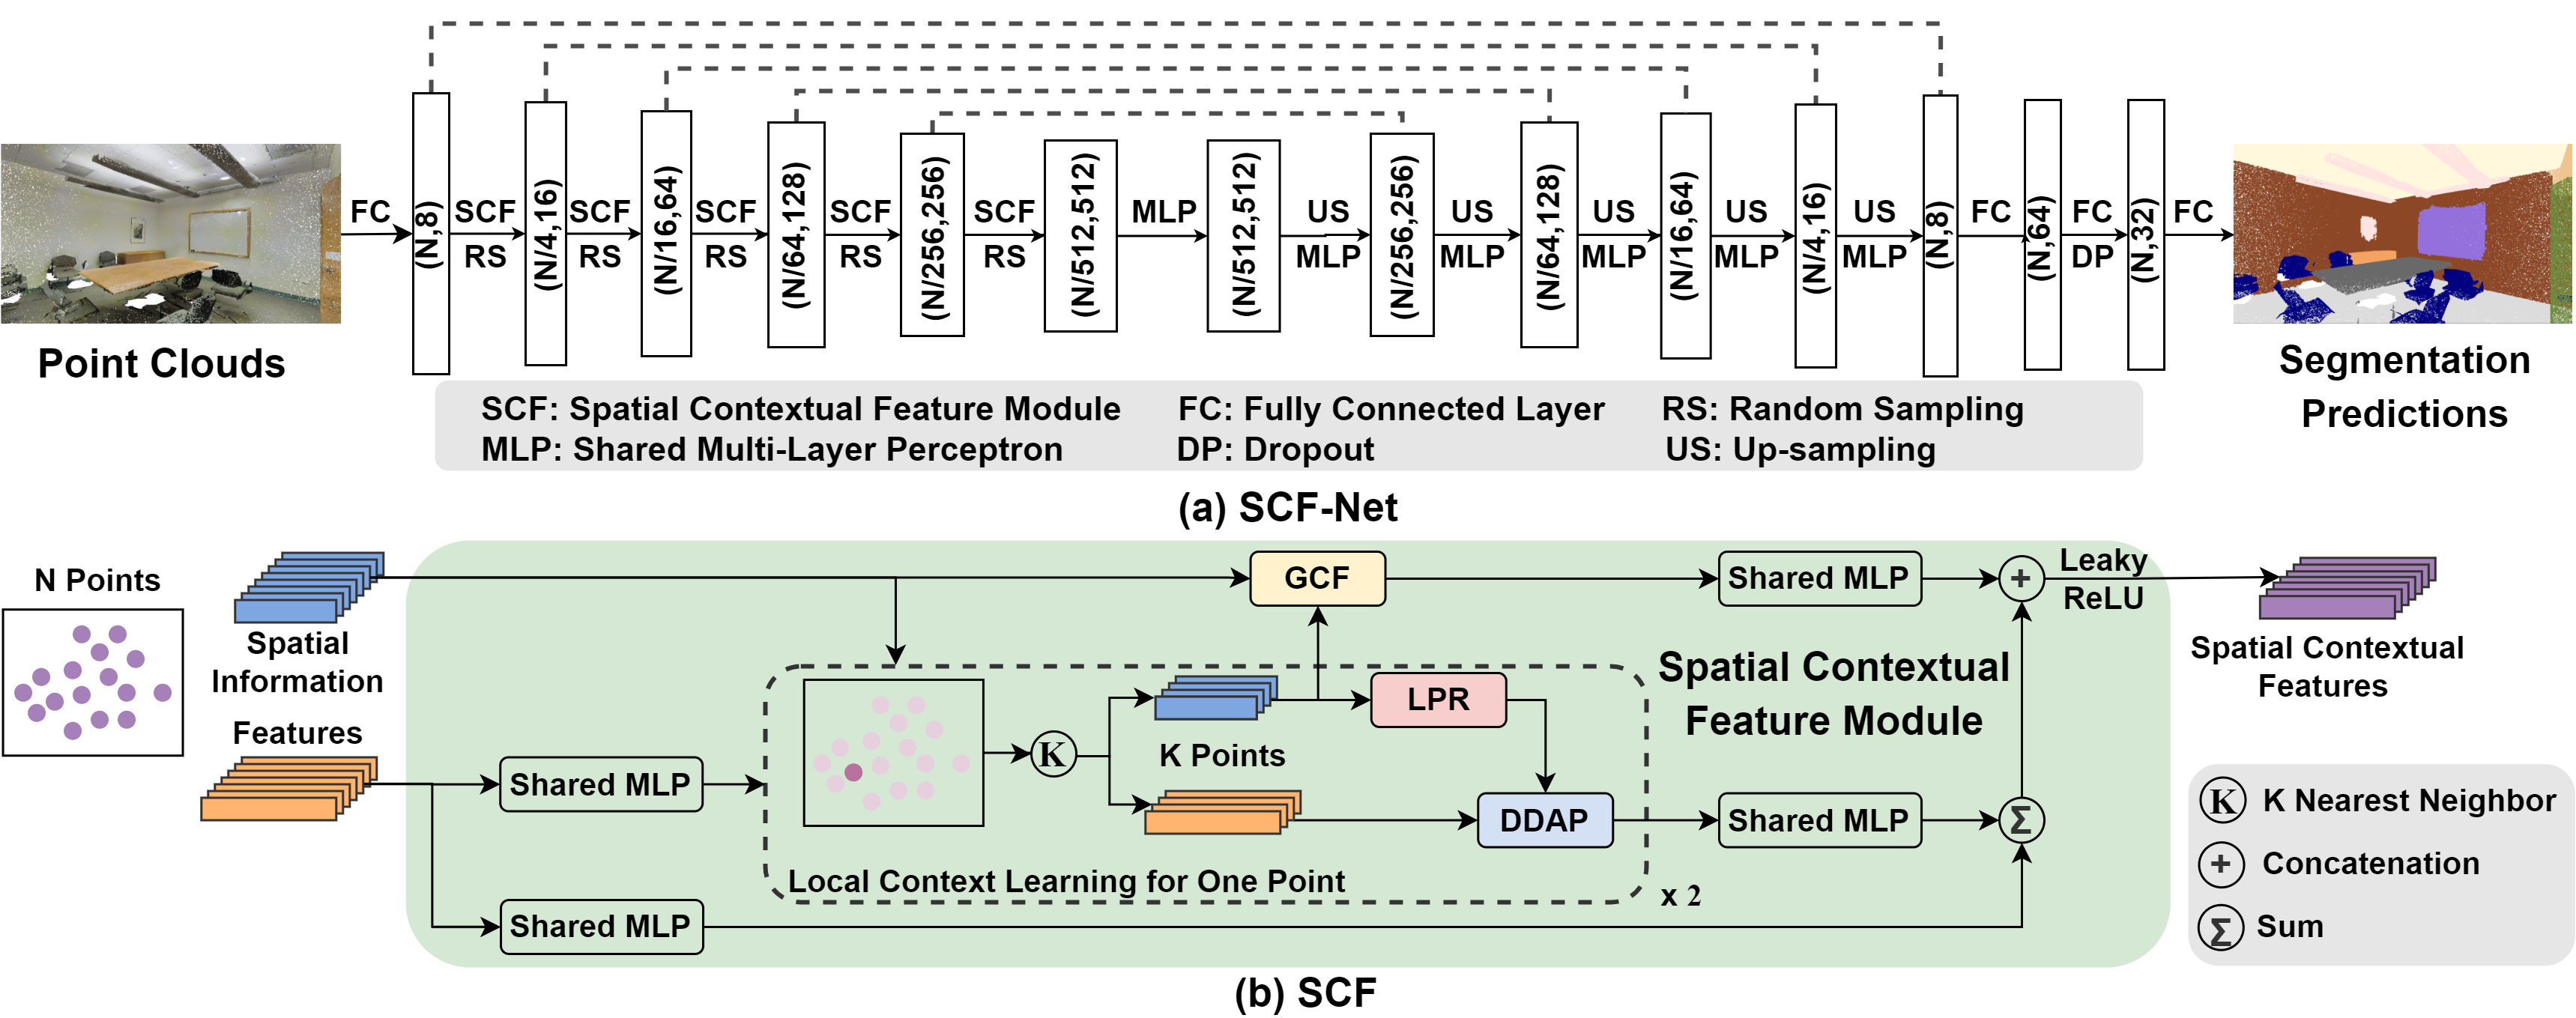 FC
(N,8)
SCF
RS
(N/4,16)
SCF
RS
(N/16,64)
SCF
RS
(N/64,128)
SCF
RS
(N/256,256)
SCF
RS
(N/512,512)
MLP
(N/512,512)
US
MLP
(N/256,256)
US
MLP
(N/64,128)
US
MLP
(N/16,64)
US
MLP
(N/4,16)
US
MLP
(N,8)
FC
(N,64)
FC
DP
(N,32)
FC
Point Clouds
Segmentation
Predictions
SCF: Spatial Contextual Feature Module
FC: Fully Connected Layer
RS: Random Sampling
MLP: Shared Multi-Layer Perceptron
DP: Dropout
US: Up-sampling
(a) SCF-Net
N Points
Spatial
Information
Features
Shared MLP
Shared MLP
K
K Points
GCF
LPR
DDAP
Local Context Learning for One Point
x 2
Shared MLP
Shared MLP
+
Σ
Leaky
ReLU
Spatial Contextual
Feature Module
Spatial Contextual
Features
K K Nearest Neighbor
+ Concatenation
Σ Sum
(b) SCF